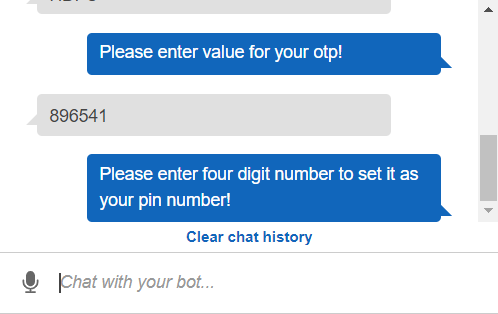 Please enter value for your otp!
896541
Please enter four digit number to set it as
your pin number!
Clear chat history
Chat with your bot...